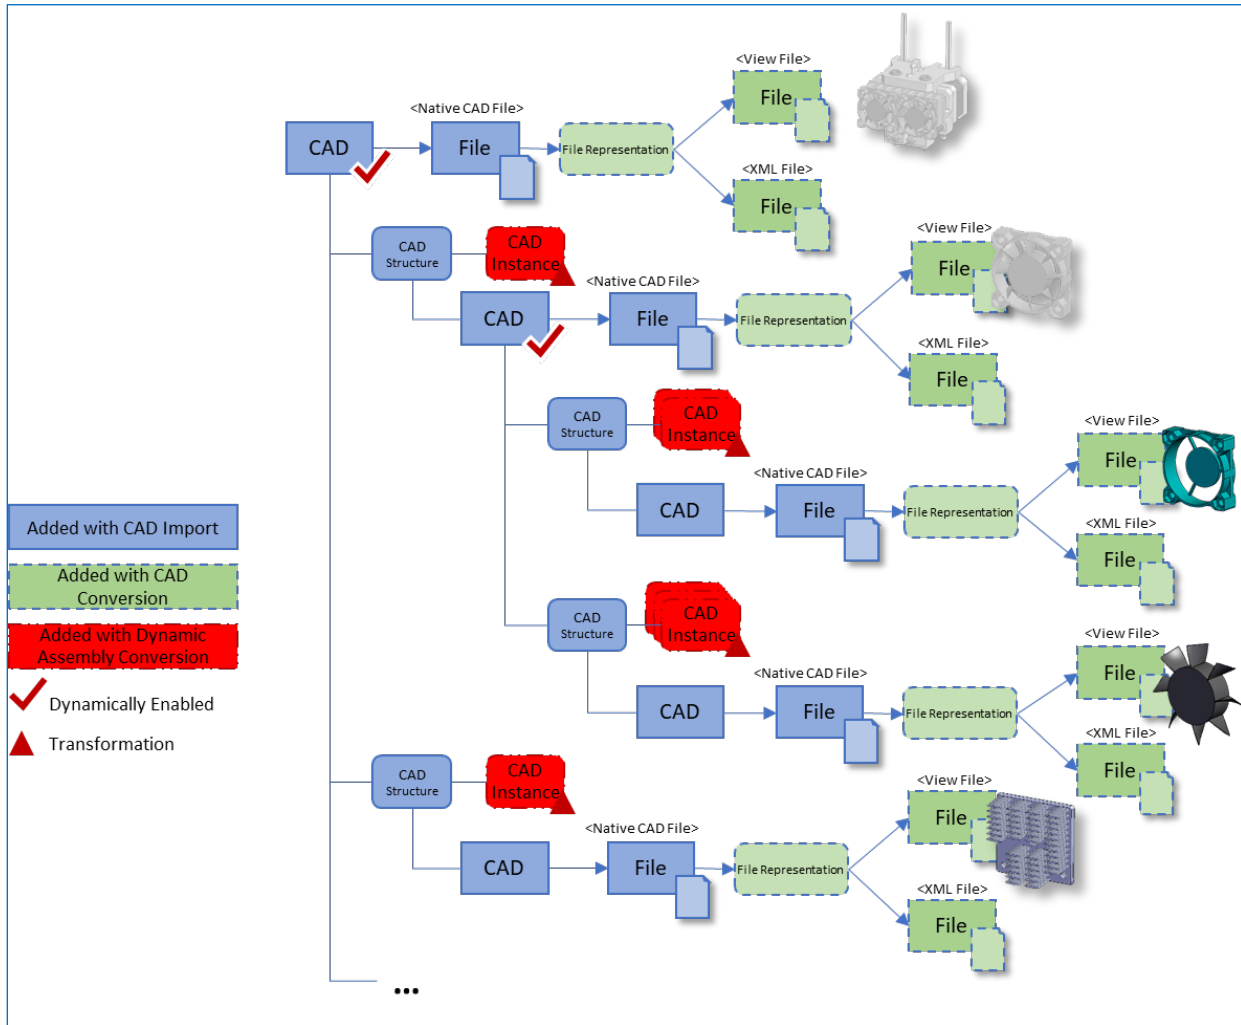 <View File>
File
<Native CAD File>
CAD
File
File Representation
<XML File>
File
CAD
Structure
CAD
Instance
<View File>
File
<Native CAD File>
CAD
File
File Representation
<XML File>
File
CAD
Structure
CAD
Instance
<View File>
File
<Native CAD File>
CAD
File
File Representation
<XML File>
File
CAD
Structure
CAD
Instance
<View File>
File
<Native CAD File>
CAD
File
File Representation
<XML File>
File
CAD
Structure
CAD
Instance
<View File>
File
<Native CAD File>
CAD
File
File Representation
<XML File>
File
...
Added with CAD Import
Added with CAD
Conversion
Added with Dynamic
Assembly Conversion
Dynamically Enabled
Transformation